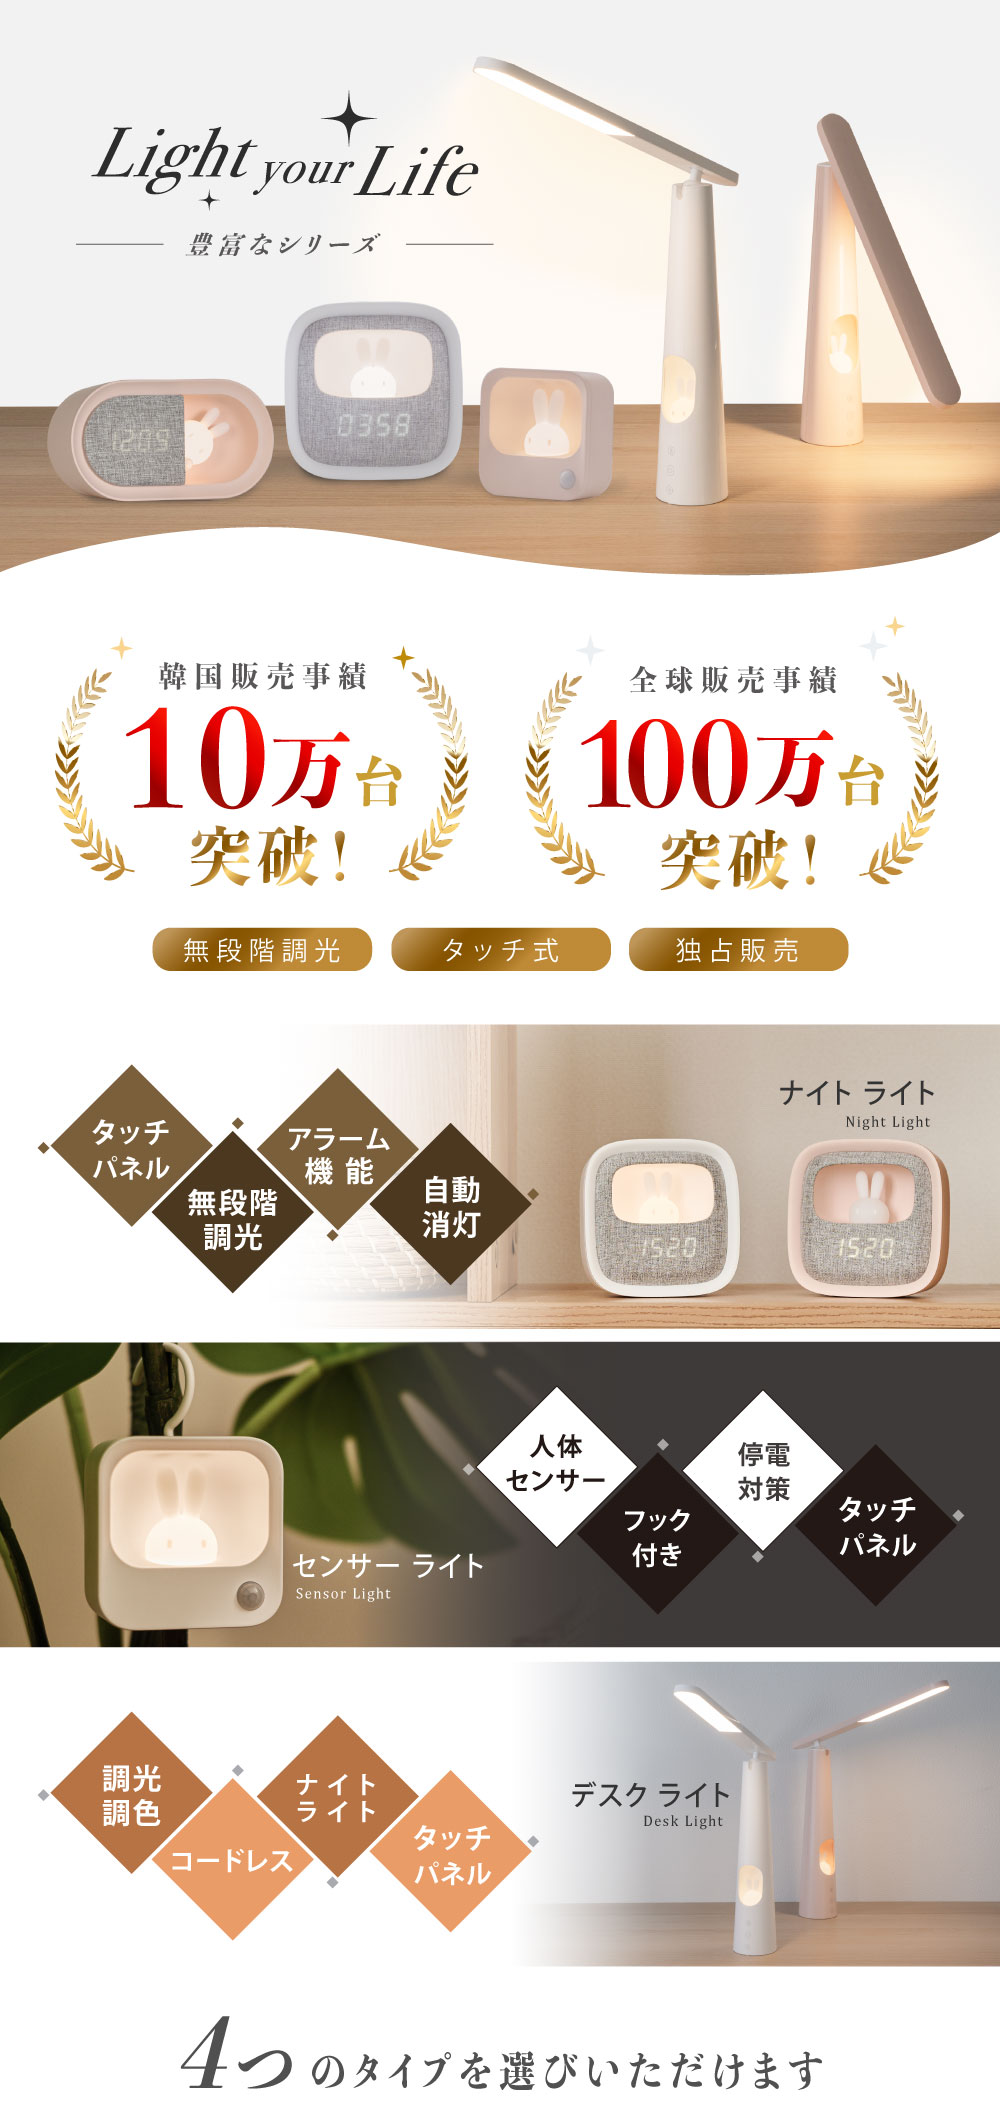 Light your Life
豊富なシリーズ
1209
0358
韓国販売事績
10万台
突破!
全球販売事績
100万台
突破!
無段階調光
タッチ式
独占販売
タッチ
パネル
無段階
調光
アラーム
機能
自動
消灯
ナイト ライト
Night Light
1520
1520
人体
センサー
フック
付き
停電
対策
タッチ
パネル
センサー ライト
Sensor Light
調光
調色
コードレス
ナイト
ライト
タッチ
パネル
デスク ライト
Desk Light
4つのタイプを選びいただけます